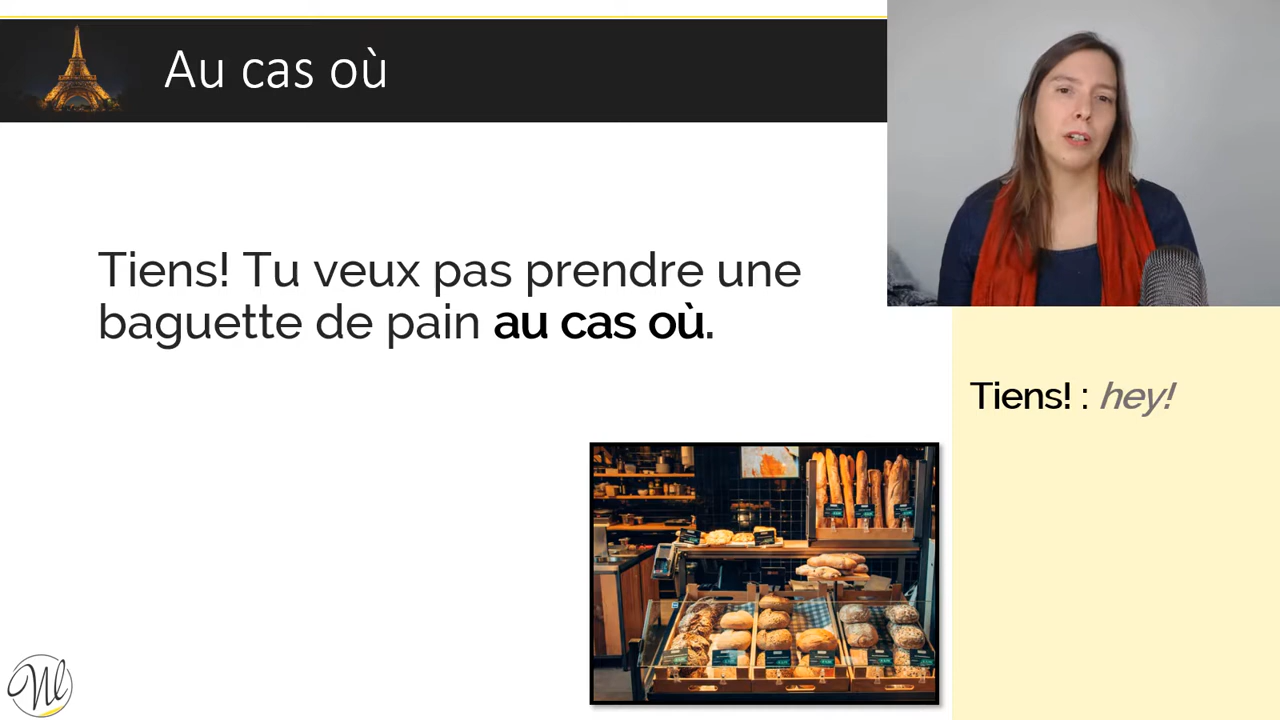 Au cas où
Tiens! Tu veux pas prendre une
baguette de pain au cas où.
Tiens! : hey!